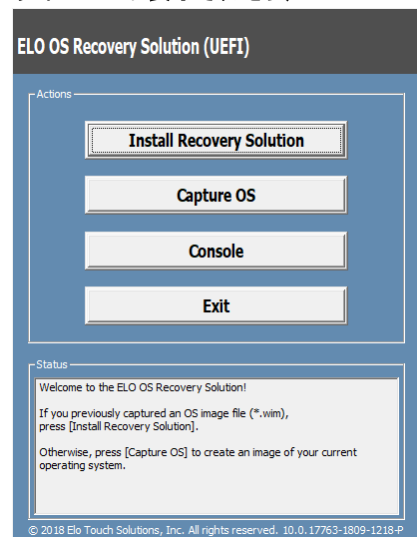 ELO OS Recovery Solution (UEFI)
Actions
Install Recovery Solution
Capture OS
Console
Exit
Status
Welcome to the ELO OS Recovery Solution!
If you previously captured an OS image file (*.wim),
press [Install Recovery Solution].
Otherwise, press [Capture OS] to create an image of your current
operating system.
© 2018 Elo Touch Solutions, Inc. All rights reserved. 10.0.17763-1809-1218-P